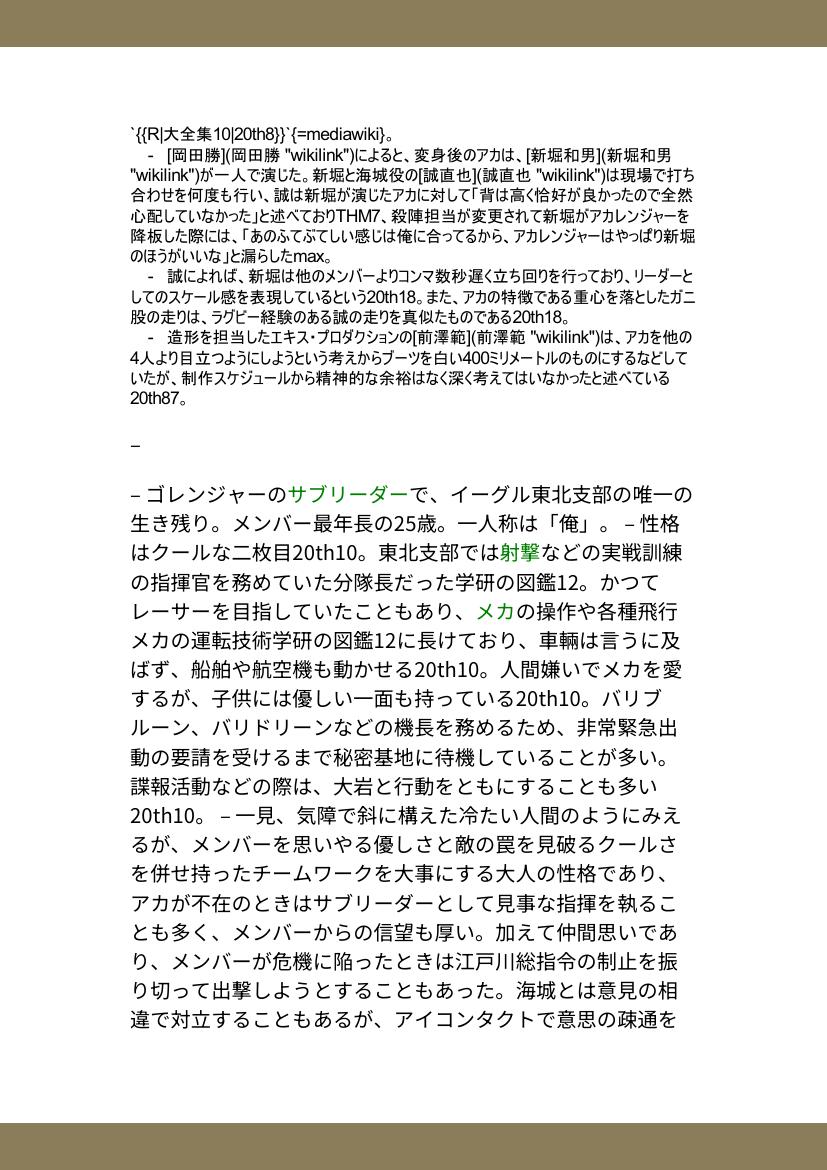 `{{R|大全集10|20th8}}`{=mediawiki}。
- [岡田勝](岡田勝 "wikilink")によると、変身後のアカは、[新堀和男](新堀和男
"wikilink")が一人で演じた。新堀と海城役の[誠直也](誠直也 "wikilink")は現場で打ち
合わせを何度も行い、誠は新堀が演じたアカに対して「背は高く恰好が良かったので全然
心配していなかった」と述べておりTHM7、殺陣担当が変更されて新堀がアカレンジャーを
降板した際には、「あのふてぶてしい感じは俺に合ってるから、アカレンジャーはやっぱり新堀
のほうがいいな」と漏らしたmax。
- 誠によれば、新堀は他のメンバーよりコンマ数秒遅く立ち回りを行っており、リーダーと
してのスケール感を表現しているという20th18。また、アカの特徴である重心を落としたガニ
股の走りは、ラグビー経験のある誠の走りを真似たものである20th18。
- 造形を担当したエキス・プロダクションの[前澤範](前澤範 "wikilink")は、アカを他の
4人より目立つようにしようという考えからブーツを白い400ミリメートルのものにするなどして
いたが、制作スケジュールから精神的な余裕はなく深く考えてはいなかったと述べている
20th87。
–
– ゴレンジャーのサブリーダーで、イーグル東北支部の唯一の
生き残り。メンバー最年長の25歳。一人称は「俺」。 – 性格
はクールな二枚目20th10。東北支部では射撃などの実戦訓練
の指揮官を務めていた分隊長だった学研の図鑑12。かつて
レーサーを目指していたこともあり、メカの操作や各種飛行
メカの運転技術学研の図鑑12に長けており、車輛は言うに及
ばず、船舶や航空機も動かせる20th10。人間嫌いでメカを愛
するが、子供には優しい一面も持っている20th10。バリブ
ルーン、バリドリーンなどの機長を務めるため、非常緊急出
動の要請を受けるまで秘密基地に待機していることが多い。
諜報活動などの際は、大岩と行動をともにすることも多い
20th10。 – 一見、気障で斜に構えた冷たい人間のようにみえ
るが、メンバーを思いやる優しさと敵の罠を見破るクールさ
を併せ持ったチームワークを大事にする大人の性格であり、
アカが不在のときはサブリーダーとして見事な指揮を執るこ
とも多く、メンバーからの信望も厚い。加えて仲間思いであ
り、メンバーが危機に陥ったときは江戸川総指令の制止を振
り切って出撃しようとすることもあった。海城とは意見の相
違で対立することもあるが、アイコンタクトで意思の疎通を